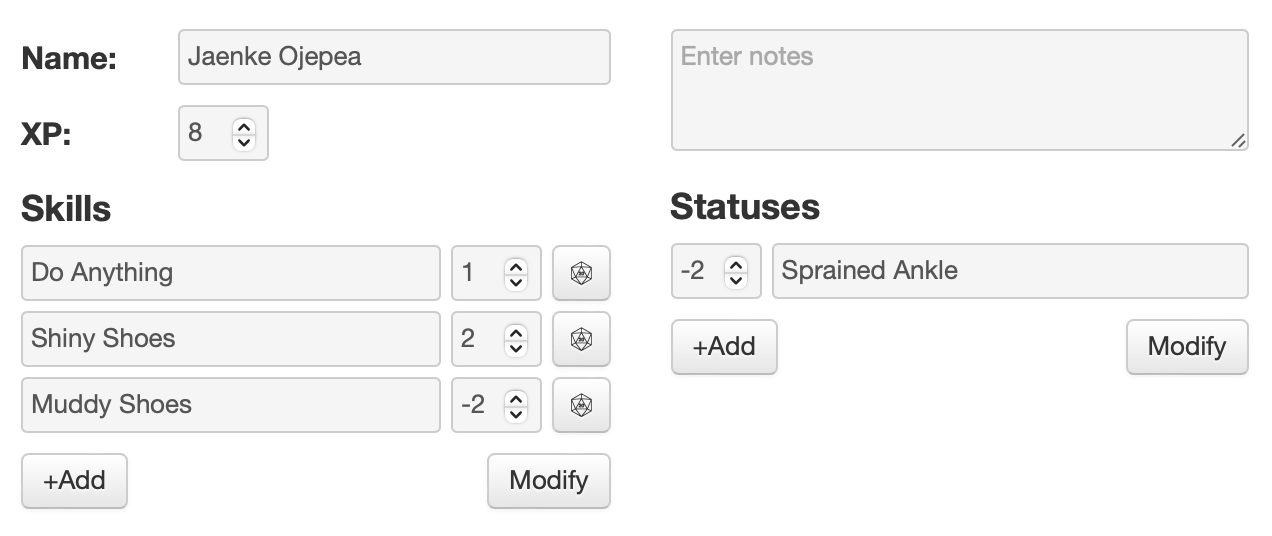 Name:
Jaenke Ojepea
XP:
8
Skills
Do Anything
1
Shiny Shoes
2
Muddy Shoes
-2
+Add
Modify
Enter notes
Statuses
-2
Sprained Ankle
+Add
Modify